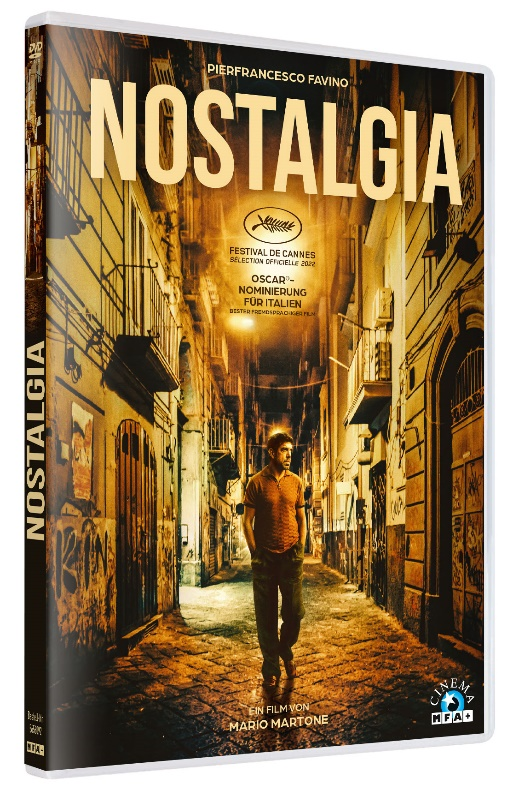 PIERFRANCESCO FAVINO
NOSTALGIA
FESTIVAL DE CANNES
SÉLECTION OFFICIELLE 2022
OSCAR®-
NOMINIERUNG
FÜR ITALIEN
BESTER FREMDSPRACHIGER FILM
EIN FILM VON
MARIO MARTONE
CINEMA
MFA+
DVD
NOSTALGIA
MFA+